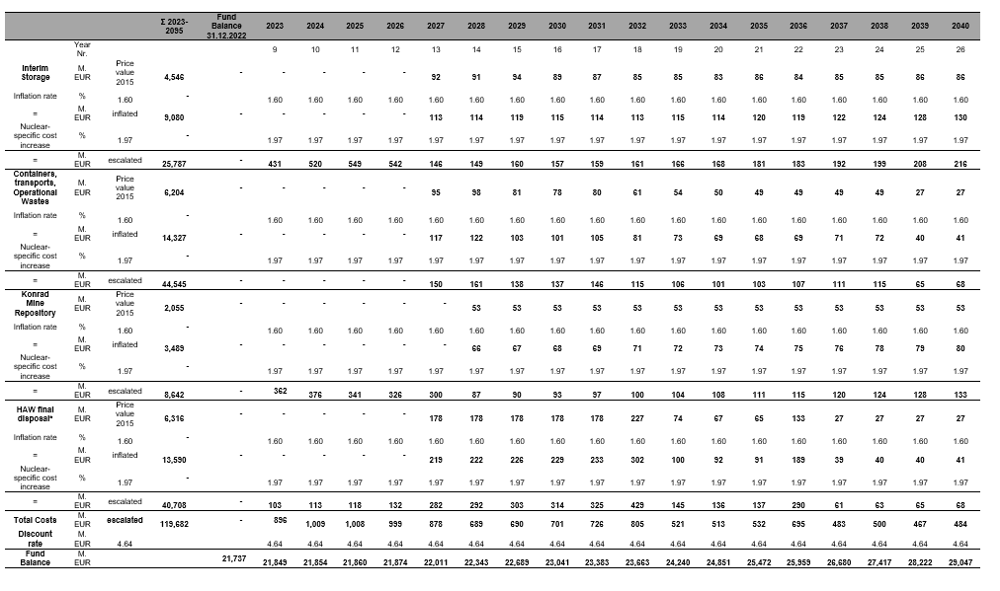 Σ 2023-2095 Fund Balance 31.12.2022 2023 2024 2025 2026 2027 2028 2029 2030 2031 2032 2033 2034 2035 2036 2037 2038 2039 2040
Year Nr. 9 10 11 12 13 14 15 16 17 18 19 20 21 22 23 24 25 26
Interim Storage M. EUR Price value 2015 4,546 - - - - - 92 91 94 89 87 85 85 83 86 84 85 85 86 86
Inflation rate % 1.60 - 1.60 1.60 1.60 1.60 1.60 1.60 1.60 1.60 1.60 1.60 1.60 1.60 1.60 1.60 1.60 1.60 1.60 1.60
= M. EUR inflated 9,080 - - - - 113 114 119 115 114 113 115 114 120 119 122 124 128 130
Nuclear-specific cost increase % 1.97 - 1.97 1.97 1.97 1.97 1.97 1.97 1.97 1.97 1.97 1.97 1.97 1.97 1.97 1.97 1.97 1.97 1.97 1.97
= M. EUR escalated 25,787 - 431 520 549 542 146 149 160 157 159 161 166 168 181 183 192 199 208 216
Containers, transports, Operational Wastes M. EUR Price value 2015 6,204 - - - - - 95 98 81 78 80 61 54 50 49 49 49 49 27 27
Inflation rate % 1.60 - 1.60 1.60 1.60 1.60 1.60 1.60 1.60 1.60 1.60 1.60 1.60 1.60 1.60 1.60 1.60 1.60 1.60 1.60
= M. EUR inflated 14,327 - - - - 117 122 103 101 105 81 73 69 68 69 71 72 40 41
Nuclear-specific cost increase % 1.97 - 1.97 1.97 1.97 1.97 1.97 1.97 1.97 1.97 1.97 1.97 1.97 1.97 1.97 1.97 1.97 1.97 1.97 1.97
= M. EUR escalated 44,545 - - - - - 150 161 138 137 146 115 106 101 103 107 111 115 65 68
Konrad Mine Repository M. EUR Price value 2015 2,055 - - - - - - 53 53 53 53 53 53 53 53 53 53 53 53 53
Inflation rate % 1.60 - 1.60 1.60 1.60 1.60 1.60 1.60 1.60 1.60 1.60 1.60 1.60 1.60 1.60 1.60 1.60 1.60 1.60 1.60
= M. EUR inflated 3,489 - - - - - 66 67 68 69 71 72 73 74 75 76 78 79 80
Nuclear-specific cost increase % 1.97 - 1.97 1.97 1.97 1.97 1.97 1.97 1.97 1.97 1.97 1.97 1.97 1.97 1.97 1.97 1.97 1.97 1.97 1.97
= M. EUR escalated 8,642 - 362 376 341 326 300 87 90 93 97 100 104 108 111 115 120 124 128 133
HAW final disposal* M. EUR Price value 2015 6,316 - - - - - 178 178 178 178 178 227 74 67 65 133 27 27 27 27
Inflation rate % 1.60 - 1.60 1.60 1.60 1.60 1.60 1.60 1.60 1.60 1.60 1.60 1.60 1.60 1.60 1.60 1.60 1.60 1.60 1.60
= M. EUR inflated 13,590 - - - - 219 222 226 229 233 302 100 92 91 189 39 40 40 41
Nuclear-specific cost increase % 1.97 - 1.97 1.97 1.97 1.97 1.97 1.97 1.97 1.97 1.97 1.97 1.97 1.97 1.97 1.97 1.97 1.97 1.97 1.97
= M. EUR escalated 40,708 - 103 113 118 132 282 292 303 314 325 429 145 136 137 290 61 63 65 68
Total Costs M. EUR escalated 119,682 - 896 1,009 1,008 999 878 689 690 701 726 805 521 513 532 695 483 500 467 484
Discount rate M. EUR 4.64 4.64 4.64 4.64 4.64 4.64 4.64 4.64 4.64 4.64 4.64 4.64 4.64 4.64 4.64 4.64 4.64 4.64 4.64
Fund Balance M. EUR 21,737 21,849 21,854 21,860 21,874 22,011 22,343 22,689 23,041 23,383 23,663 24,240 24,851 25,472 25,959 26,680 27,417 28,222 29,047